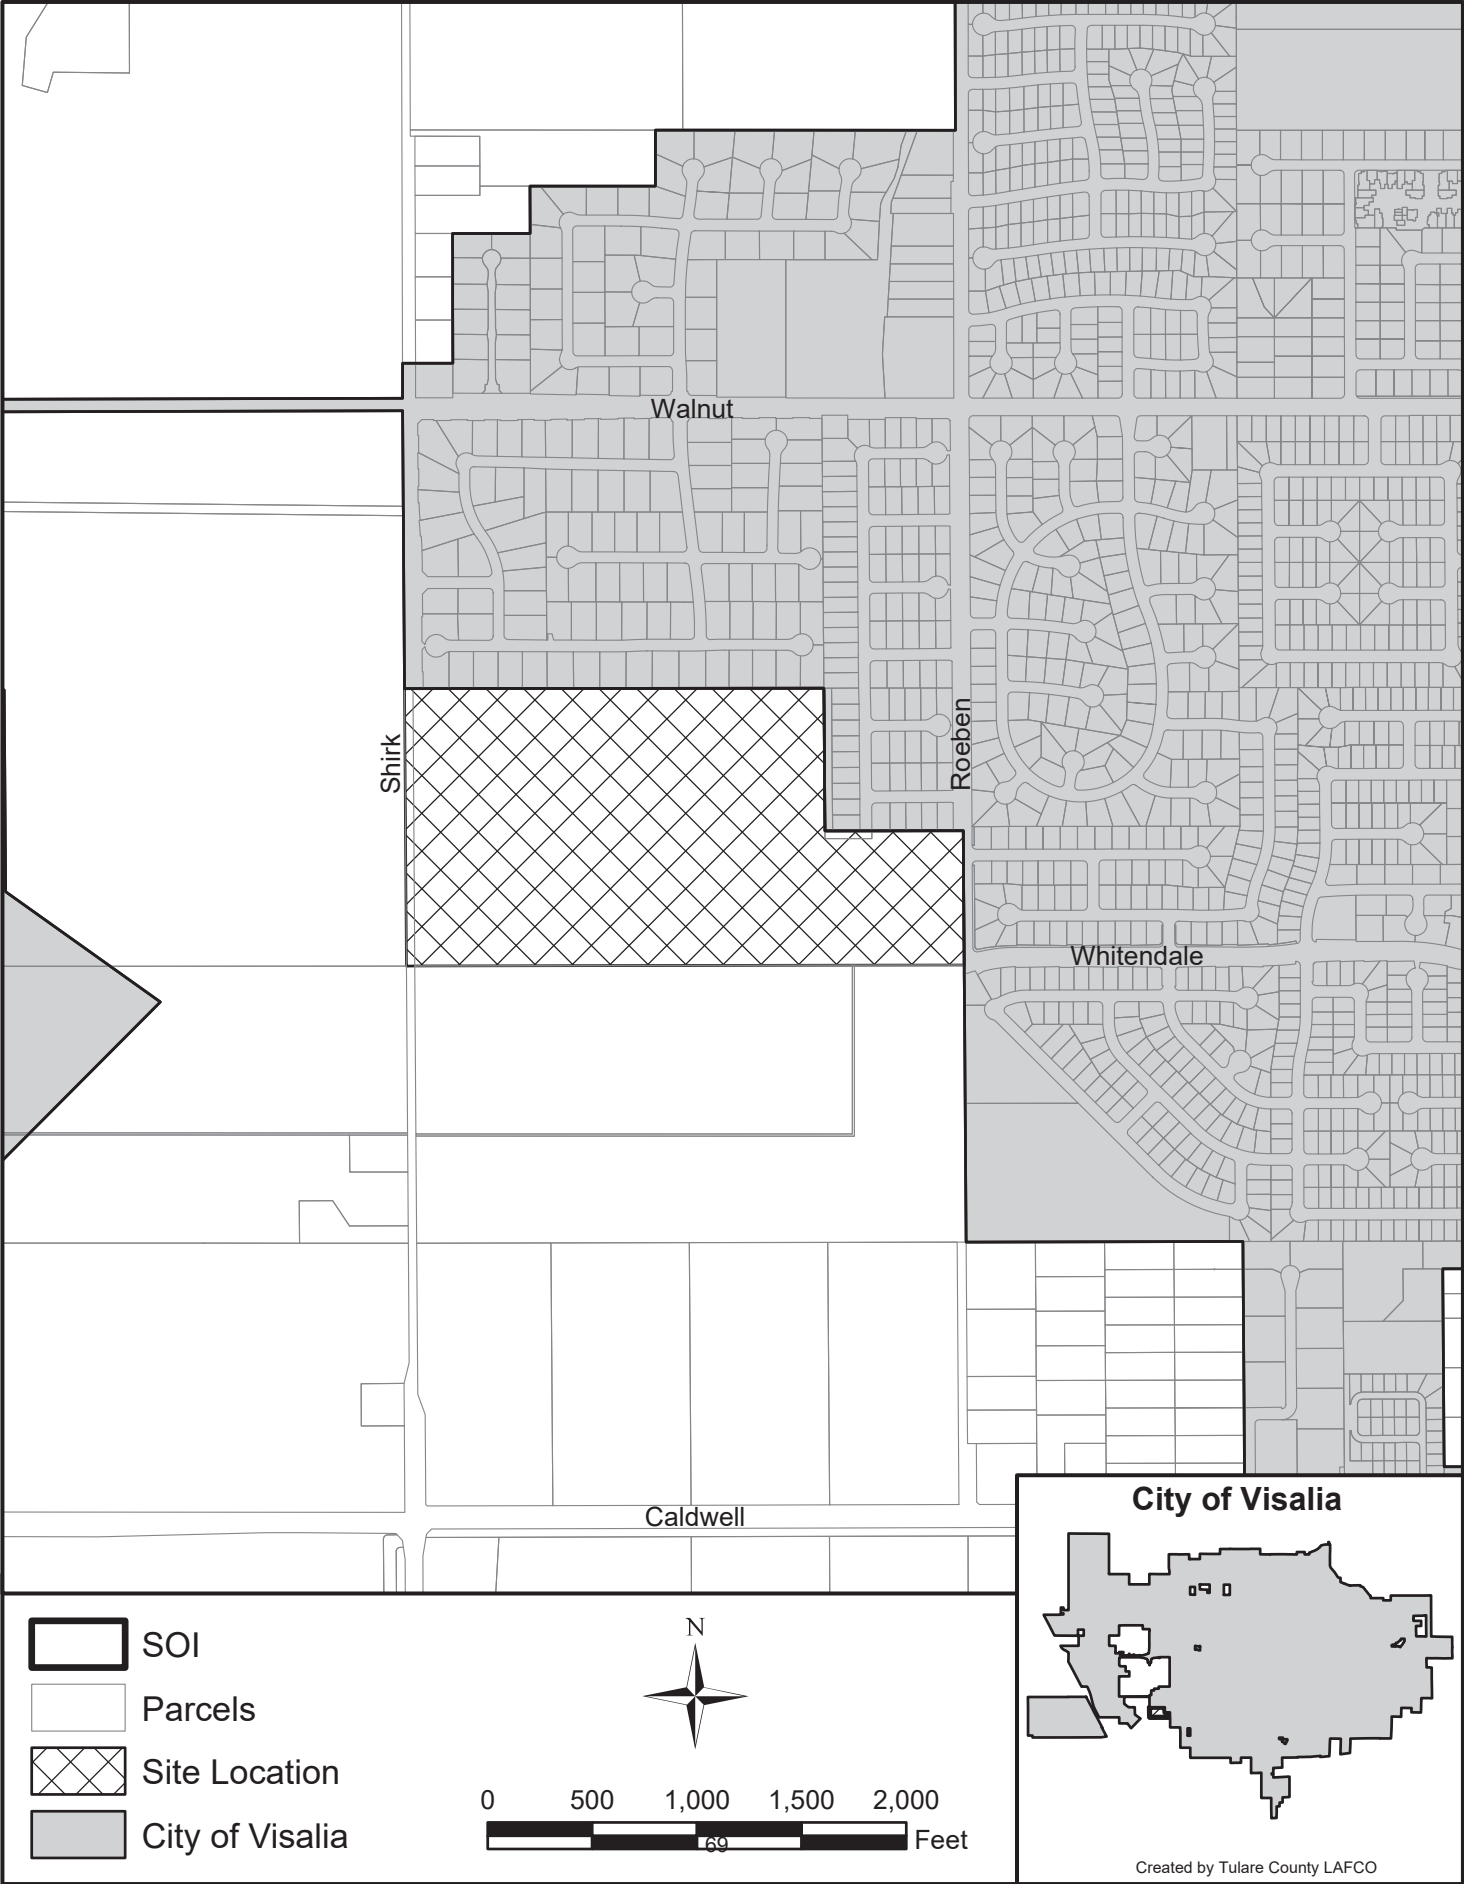 Walnut
Shirk
Roeben
Whitendale
Caldwell
City of Visalia
SOI
Parcels
Site Location
City of Visalia
N
0 500 1,000 1,500 2,000
Feet
69
Created by Tulare County LAFCO